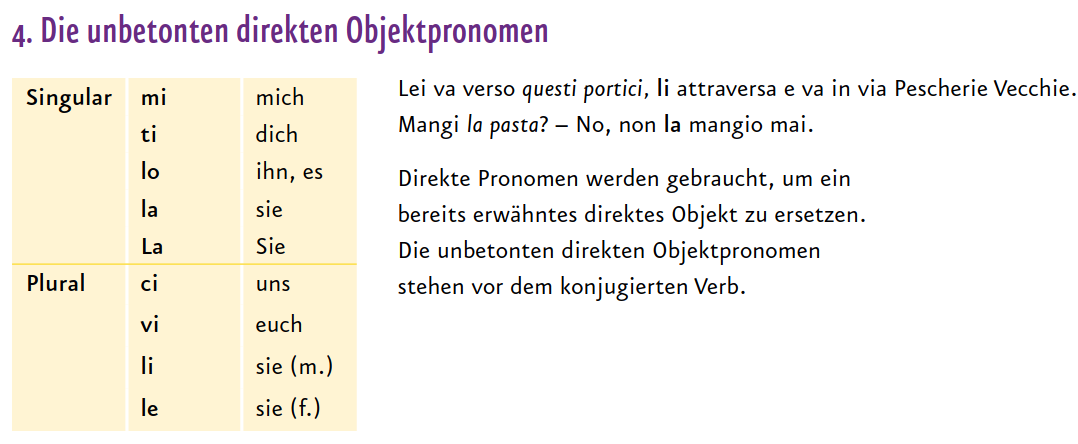 4. Die unbetonten direkten Objektpronomen
Singular mi mich
ti dich
lo ihn, es
la sie
La Sie
Plural ci uns
vi euch
li sie (m.)
le sie (f.)
Lei va verso questi portici, li attraversa e va in via Pescherie Vecchie.
Mangi la pasta? – No, non la mangio mai.
Direkte Pronomen werden gebraucht, um ein
bereits erwähntes direktes Objekt zu ersetzen.
Die unbetonten direkten Objektpronomen
stehen vor dem konjugierten Verb.